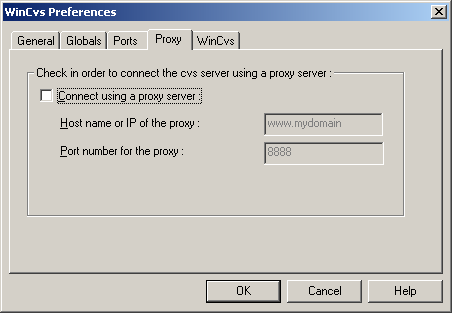 WinCvs Preferences
General Globals Ports Proxy WinCvs
Check in order to connect the cvs server using a proxy server :
Connect using a proxy server :
Host name or IP of the proxy : www.mydomain
Port number for the proxy : 8888
OK Cancel Help